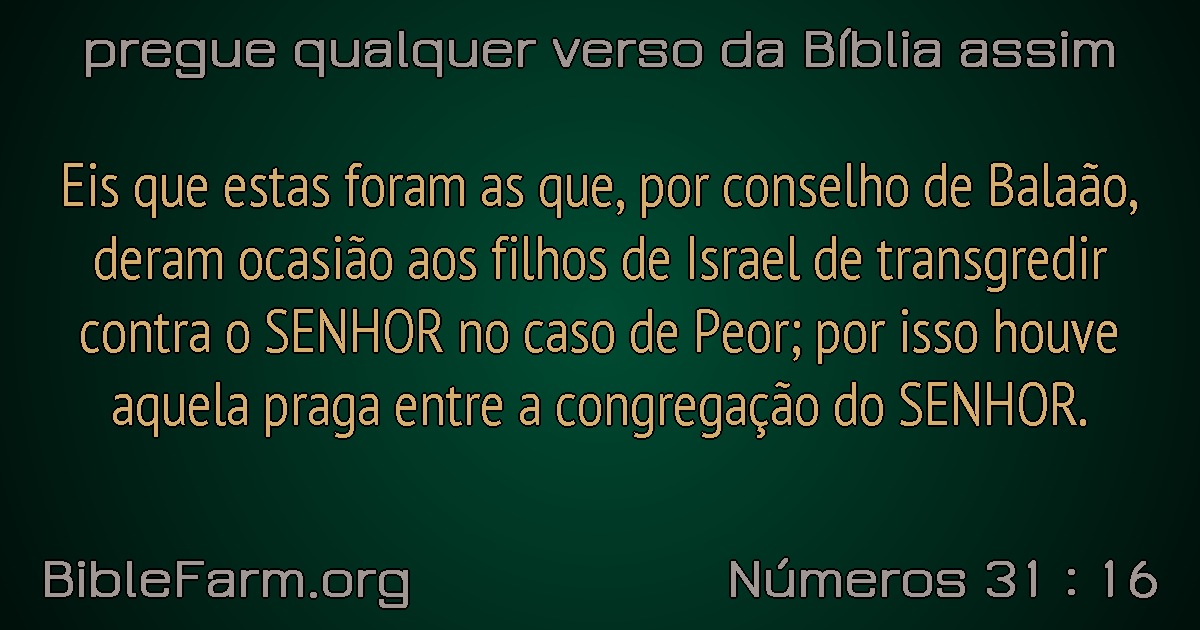 pregue qualquer verso da Bíblia assim
Eis que estas foram as que, por conselho de Balaão,
deram ocasião aos filhos de Israel de transgredir
contra o SENHOR no caso de Peor; por isso houve
aquela praga entre a congregação do SENHOR.
BibleFarm.org
Números 31 : 16